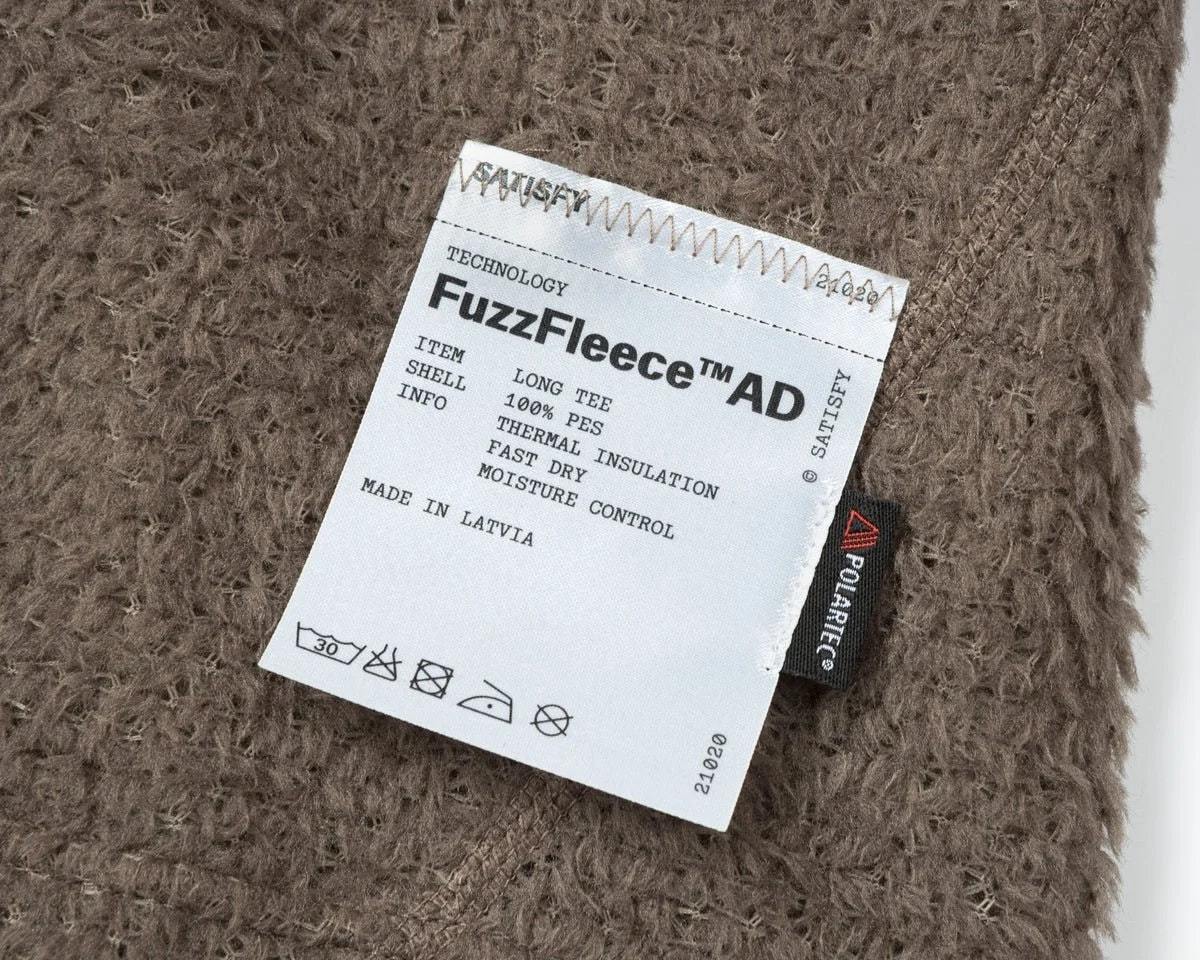 SATISFY
21020
TECHNOLOGY
FuzzFleece™AD
ITEM LONG TEE
SHELL 100% PES
INFO THERMAL INSULATION
FAST DRY
MOISTURE CONTROL
MADE IN LATVIA
© SATISFY
POLARTEC®
30
21020